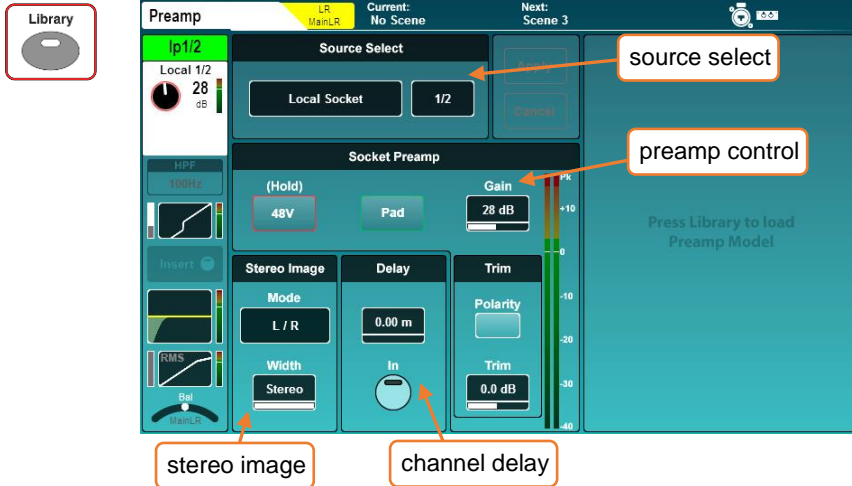 Library
Preamp
LR
MainLR
Current:
No Scene
Next:
Scene 3
Ip1/2
Local 1/2
28
dB
HPF
100Hz
Insert
RMS
Bal
MainLR
Source Select
Local Socket
1/2
Apply
Cancel
source select
Socket Preamp
(Hold)
48V
Pad
Gain
28 dB
preamp control
Pk
+10
0
-10
-20
-30
-40
Press Library to load
Preamp Model
Stereo Image
Mode
L / R
Width
Stereo
Delay
0.00 m
In
Trim
Polarity
Trim
0.0 dB
stereo image
channel delay